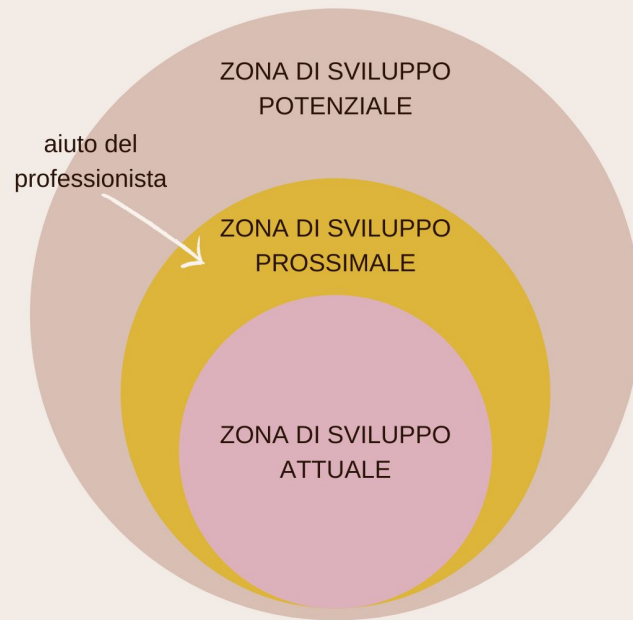 ZONA DI SVILUPPO
POTENZIALE
aiuto del
professionista
ZONA DI SVILUPPO
PROSSIMALE
ZONA DI SVILUPPO
ATTUALE